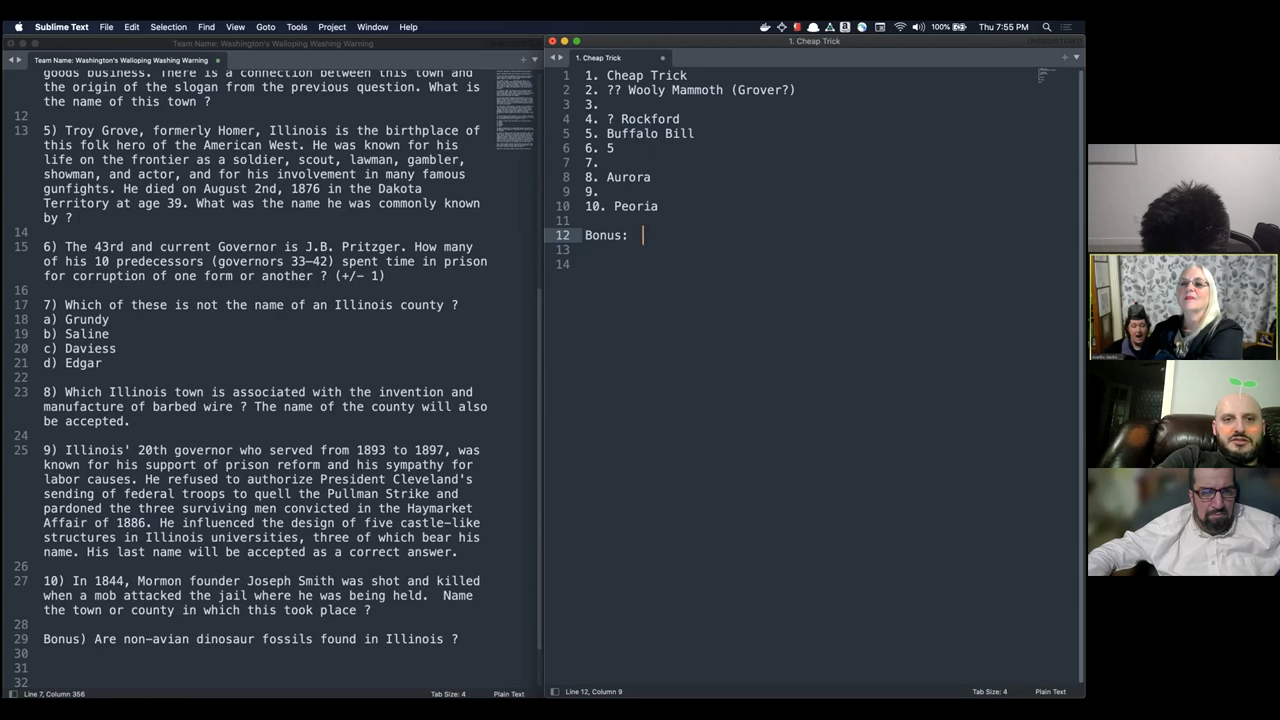 Sublime Text File Edit Selection Find View Goto Tools Project Window Help 100% Thu 7:55 PM
Team Name: Washington's Walloping Washing Warning
Team Name: Washington's Walloping Washing Warning
goods business. There is a connection between this town and
the origin of the slogan from the previous question. What is
the name of this town ?
12
13 5) Troy Grove, formerly Homer, Illinois is the birthplace of
this folk hero of the American West. He was known for his
life on the frontier as a soldier, scout, lawman, gambler,
showman, and actor, and for his involvement in many famous
gunfights. He died on August 2nd, 1876 in the Dakota
Territory at age 39. What was the name he was commonly known
by ?
14
15 6) The 43rd and current Governor is J.B. Pritzger. How many
of his 10 predecessors (governors 33–42) spent time in prison
for corruption of one form or another ? (+/- 1)
16
17 7) Which of these is not the name of an Illinois county ?
18 a) Grundy
19 b) Saline
20 c) Daviess
21 d) Edgar
22
23 8) Which Illinois town is associated with the invention and
manufacture of barbed wire ? The name of the county will also
be accepted.
24
25 9) Illinois' 20th governor who served from 1893 to 1897, was
known for his support of prison reform and his sympathy for
labor causes. He refused to authorize President Cleveland's
sending of federal troops to quell the Pullman Strike and
pardoned the three surviving men convicted in the Haymarket
Affair of 1886. He influenced the design of five castle-like
structures in Illinois universities, three of which bear his
name. His last name will be accepted as a correct answer.
26
27 10) In 1844, Mormon founder Joseph Smith was shot and killed
when a mob attacked the jail where he was being held. Name
the town or county in which this took place ?
28
29 Bonus) Are non-avian dinosaur fossils found in Illinois ?
30
31
32
Line 7, Column 356 Tab Size: 4 Plain Text
1. Cheap Trick
UNREGISTERED
1. Cheap Trick
1 1. Cheap Trick
2 2. ?? Wooly Mammoth (Grover?)
3 3.
4 4. ? Rockford
5 5. Buffalo Bill
6 6. 5
7 7.
8 8. Aurora
9 9.
10 10. Peoria
11
12 Bonus:
13
14
Line 12, Column 9 Tab Size: 4 Plain Text